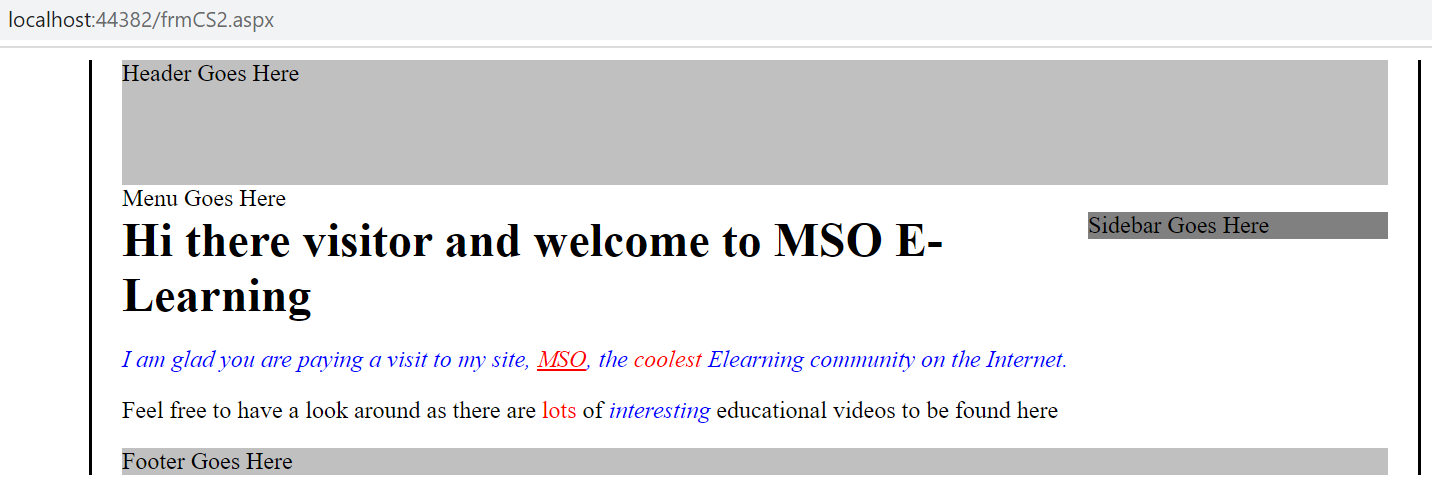 localhost:44382/frmCS2.aspx
Header Goes Here
Menu Goes Here
Hi there visitor and welcome to MSO E-
Learning
Sidebar Goes Here
I am glad you are paying a visit to my site, MSO, the coolest Elearning community on the Internet.
Feel free to have a look around as there are lots of interesting educational videos to be found here
Footer Goes Here